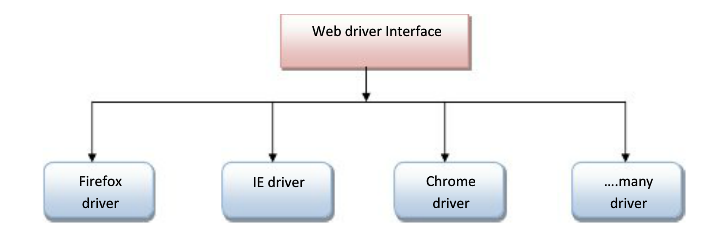 Web driver Interface
Firefox
driver
IE driver
Chrome
driver
....many
driver